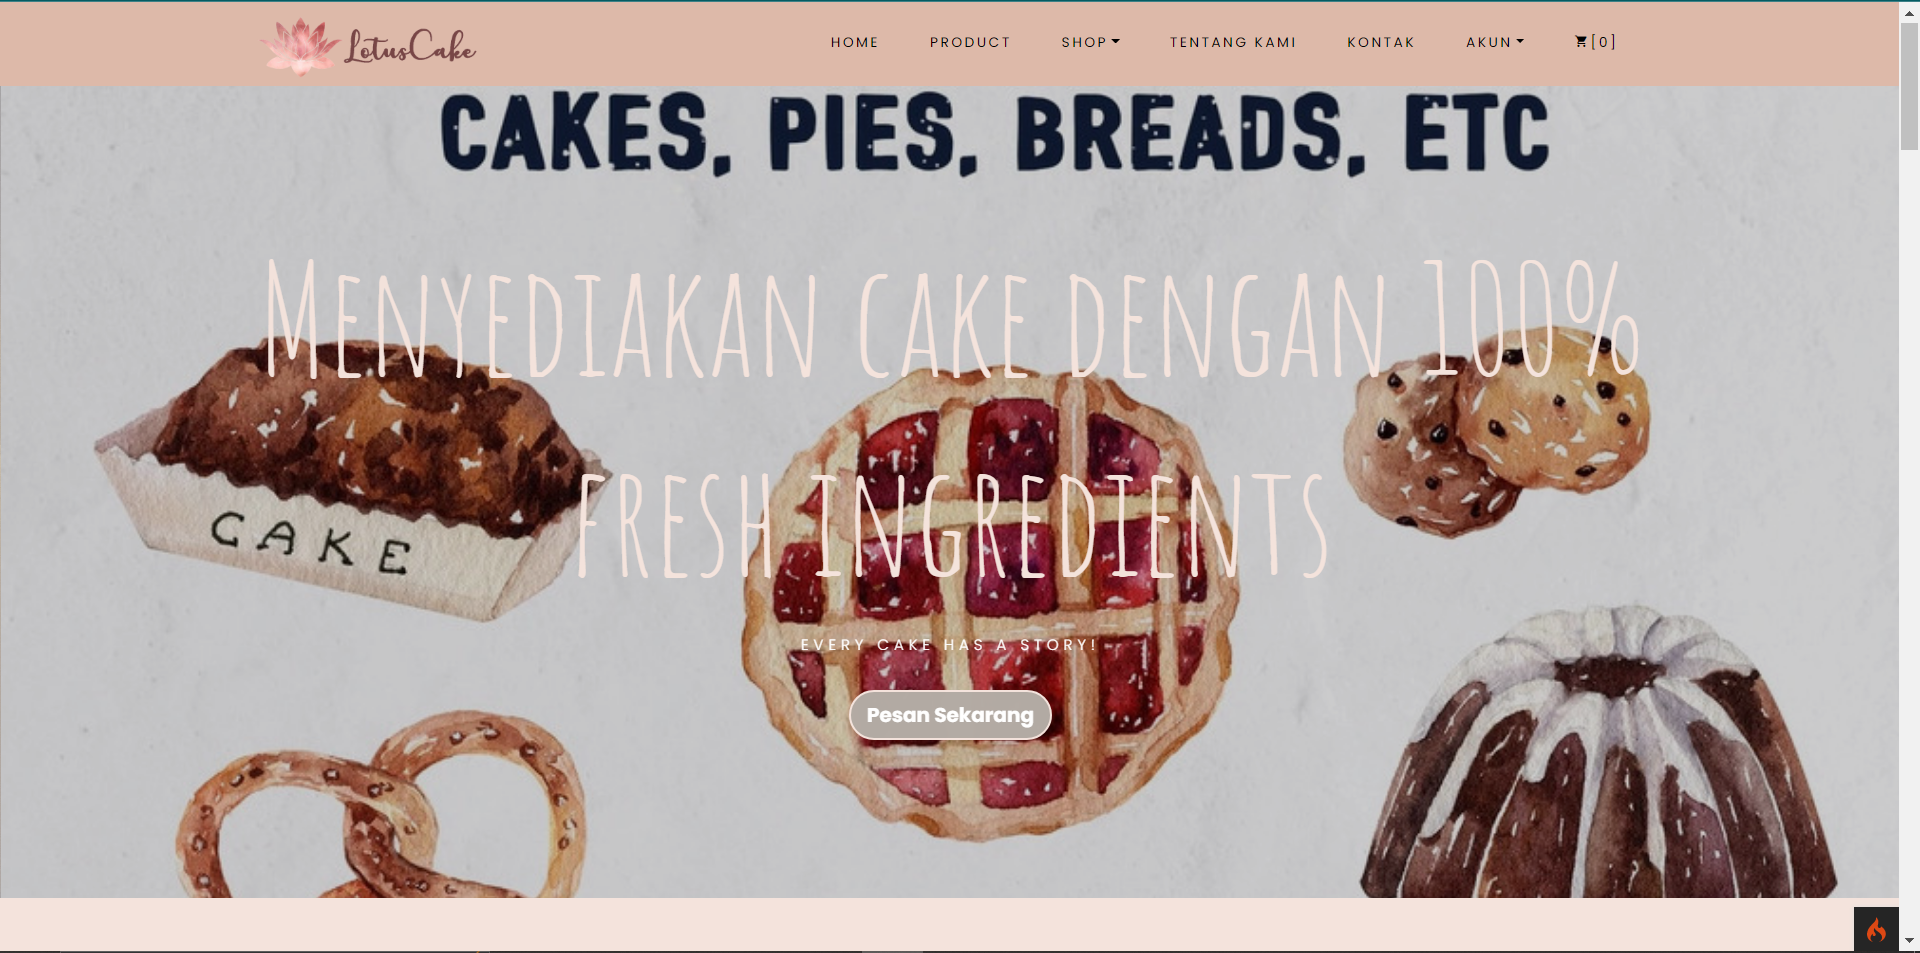 LotusCake
HOME PRODUCT SHOP TENTANG KAMI KONTAK AKUN [0]
CAKES, PIES, BREADS, ETC
MENYEDIAKAN CAKE DENGAN 100%
FRESH INGREDIENTS
CAKE
EVERY CAKE HAS A STORY!
Pesan Sekarang